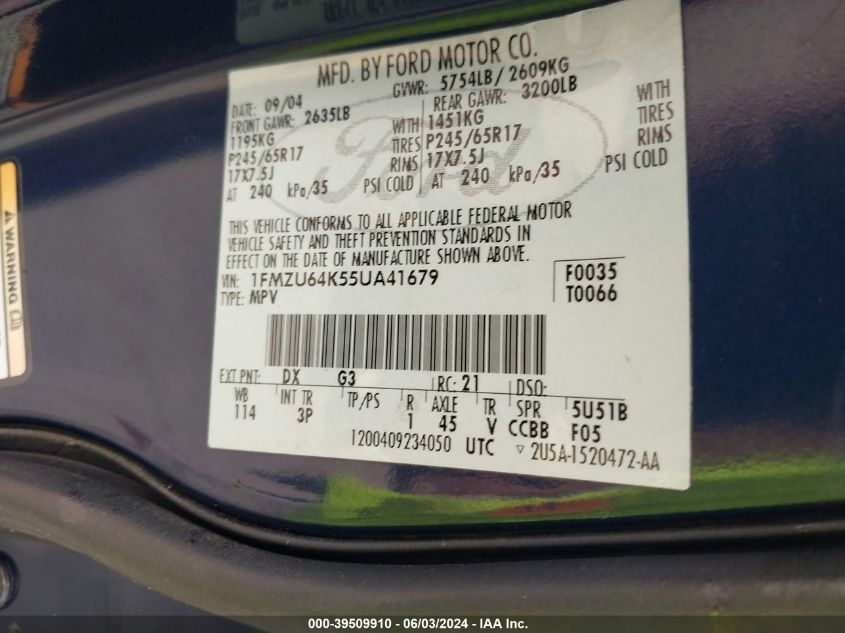 MFD. BY FORD MOTOR CO.
DATE: 09/04 GVWR: 5754LB/ 2609KG
FRONT GAWR: 2635LB REAR GAWR: 3200LB
1195KG WITH 1451KG WITH
P245/65R17 TIRES P245/65R17 TIRES
17X7.5J RIMS 17X7.5J RIMS
AT 240 kPa/35 PSI COLD AT 240 kPa/35 PSI COLD
Ford
THIS VEHICLE CONFORMS TO ALL APPLICABLE FEDERAL MOTOR
VEHICLE SAFETY AND THEFT PREVENTION STANDARDS IN
EFFECT ON THE DATE OF MANUFACTURE SHOWN ABOVE.
VIN: 1FMZU64K55UA41679 F0035
TYPE: MPV T0066
EXT PNT: DX G3 RC: 21 DSO:
WB INT TR TP/PS R AXLE TR SPR 5U51B
114 3P 1 45 V CCBB F05
1200409234050 UTC ▽ 2U5A-1520472-AA
WARNING
000-39509910 - 06/03/2024 - IAA Inc.